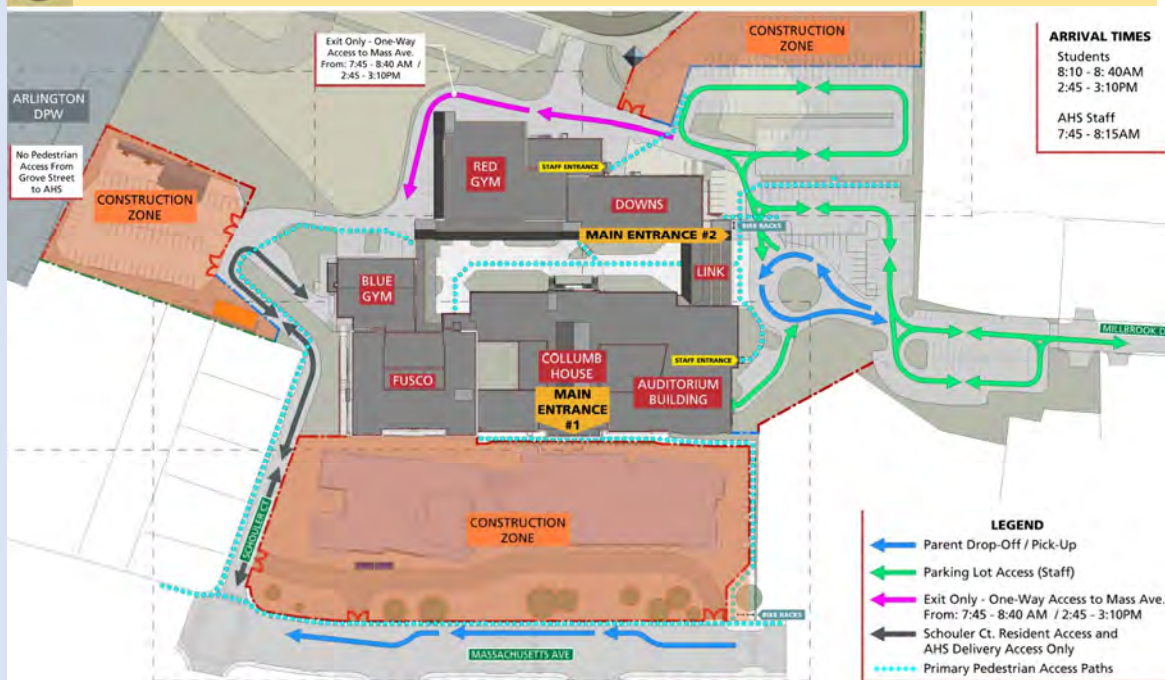 Exit Only - One-Way
Access to Mass Ave.
From: 7:45 - 8:40 AM /
2:45 - 3:10PM
CONSTRUCTION
ZONE
ARRIVAL TIMES
Students
8:10 - 8: 40AM
2:45 - 3:10PM
AHS Staff
7:45 - 8:15AM
ARLINGTON
DPW
No Pedestrian
Access From
Grove Street
to AHS
CONSTRUCTION
ZONE
RED
GYM
STAFF ENTRANCE
DOWNS
BIKE RACKS
MAIN ENTRANCE #2
LINK
BLUE
GYM
MILLBROOK D
STAFF ENTRANCE
COLLUMB
HOUSE
FUSCO
AUDITORIUM
BUILDING
MAIN
ENTRANCE
#1
CONSTRUCTION
ZONE
SCHOULER CT
BIKE RACKS
MASSACHUSETTS AVE
LEGEND
Parent Drop-Off / Pick-Up
Parking Lot Access (Staff)
Exit Only - One-Way Access to Mass Ave.
From: 7:45 - 8:40 AM / 2:45 - 3:10PM
Schouler Ct. Resident Access and
AHS Delivery Access Only
Primary Pedestrian Access Paths